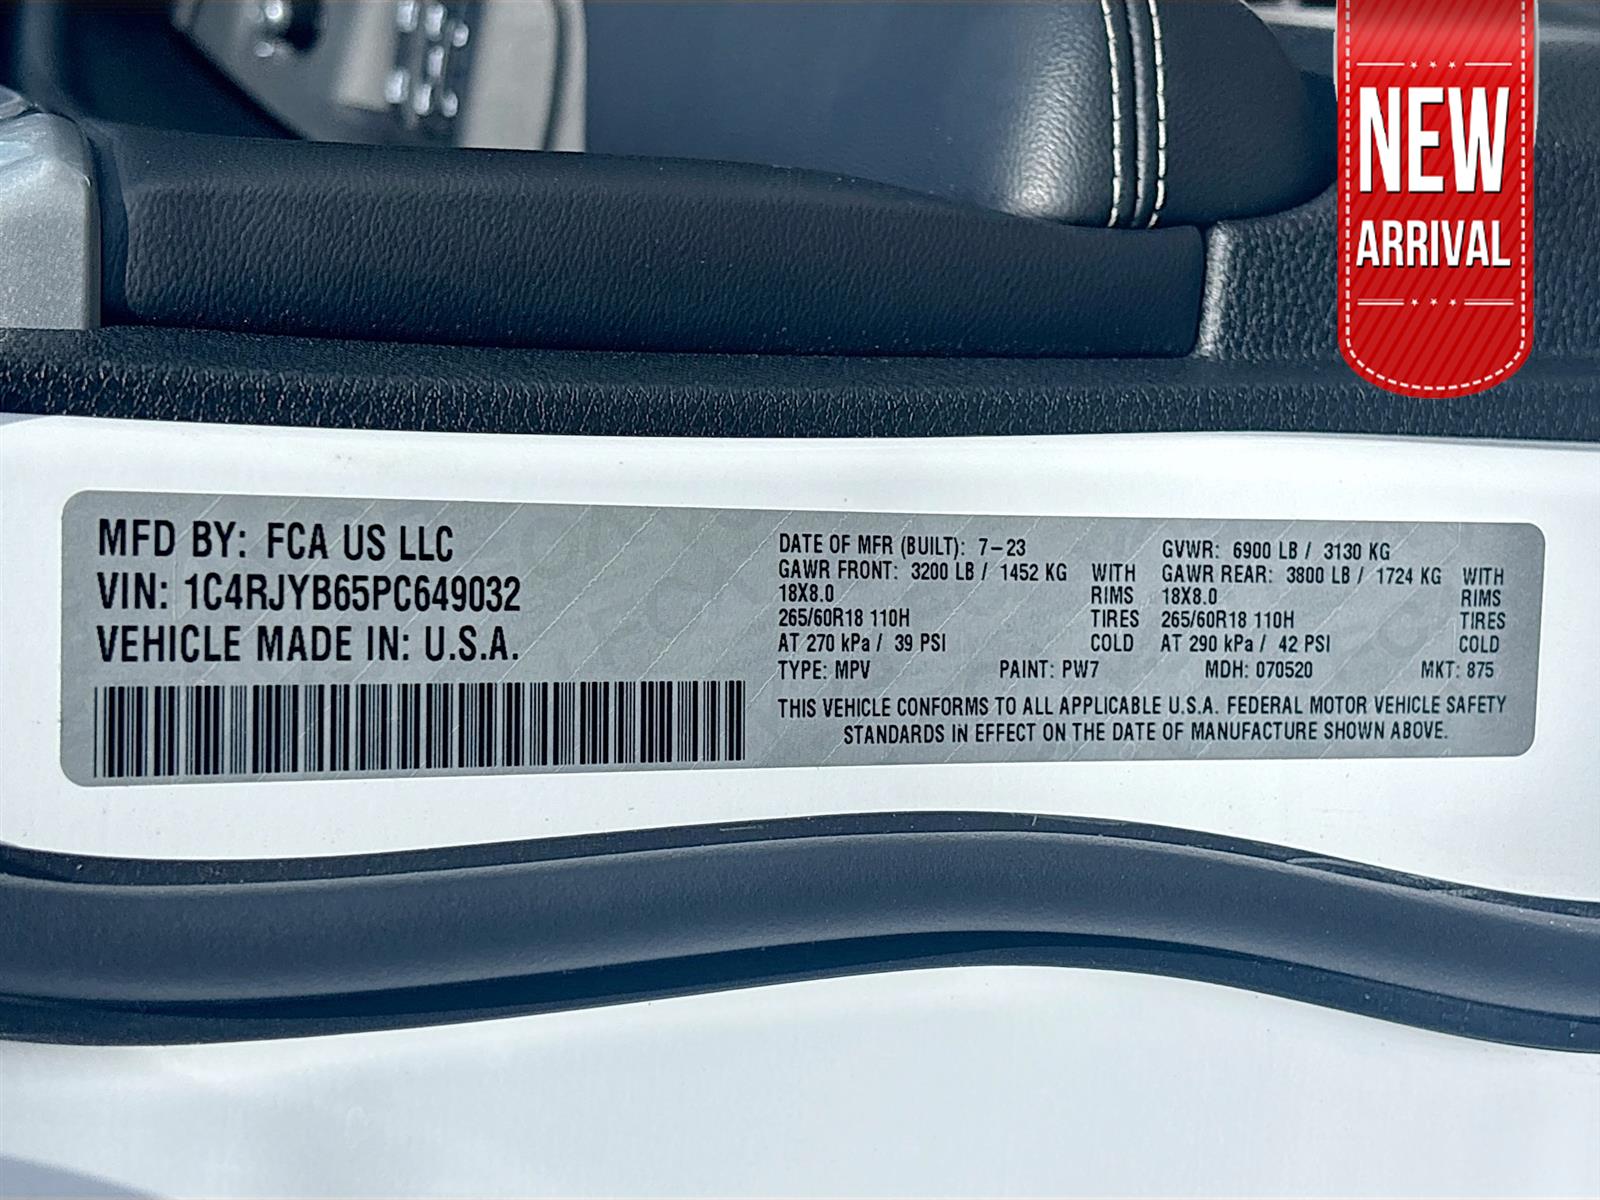 NEW
ARRIVAL
MFD BY: FCA US LLC
VIN: 1C4RJYB65PC649032
VEHICLE MADE IN: U.S.A.
DATE OF MFR (BUILT): 7-23
GAWR FRONT: 3200 LB / 1452 KG WITH
18X8.0 RIMS
265/60R18 110H TIRES
AT 270 kPa / 39 PSI COLD
GVWR: 6900 LB / 3130 KG
GAWR REAR: 3800 LB / 1724 KG WITH
18X8.0 RIMS
265/60R18 110H TIRES
AT 290 kPa / 42 PSI COLD
TYPE: MPV PAINT: PW7 MDH: 070520 MKT: 875
THIS VEHICLE CONFORMS TO ALL APPLICABLE U.S.A. FEDERAL MOTOR VEHICLE SAFETY
STANDARDS IN EFFECT ON THE DATE OF MANUFACTURE SHOWN ABOVE.